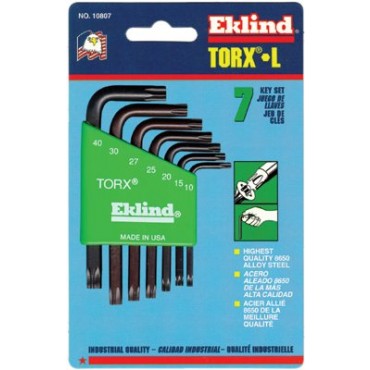 NO. 10807
Eklind
TORX®•L
7
KEY SET
JUEGO DE
LLAVES
JEU DE
CLÉS
40
30
27
25
20
15
10
TORX®
Eklind®
MADE IN USA
HIGHEST
QUALITY 8650
ALLOY STEEL
ACERO
ALEADO 8650
DE LA MÁS
ALTA CALIDAD
ACIER ALLIÉ
8650 DE LA
MEILLURE
QUALITÉ
INDUSTRIAL QUALITY – CALIDAD INDUSTRIAL – QUALITÉ INDUSTRIELLE